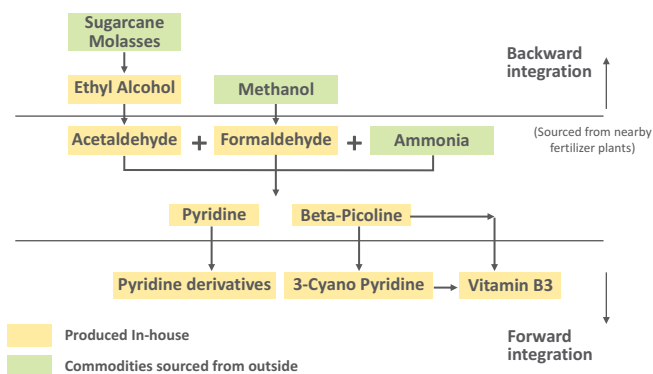 Sugarcane
Molasses
Backward
integration
Ethyl Alcohol
Methanol
Acetaldehyde + Formaldehyde + Ammonia
(Sourced from nearby
fertilizer plants)
Pyridine
Beta-Picoline
Pyridine derivatives
3-Cyano Pyridine
Vitamin B3
Produced In-house
Forward
integration
Commodities sourced from outside